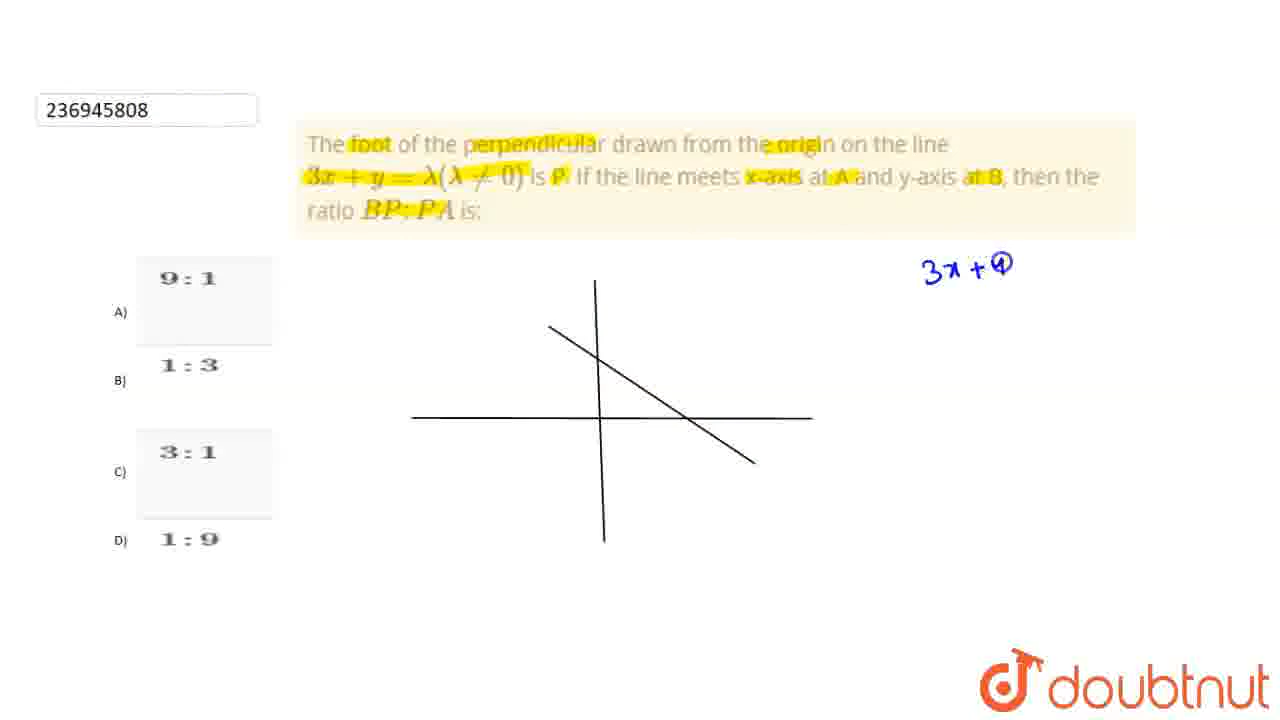 236945808
The foot of the perpendicular drawn from the origin on the line
3x + y = λ(λ ≠ 0) is P. If the line meets x-axis at A and y-axis at B, then the
ratio BP : PA is:
3x + y
A) 9 : 1
B) 1 : 3
C) 3 : 1
D) 1 : 9
doubtnut